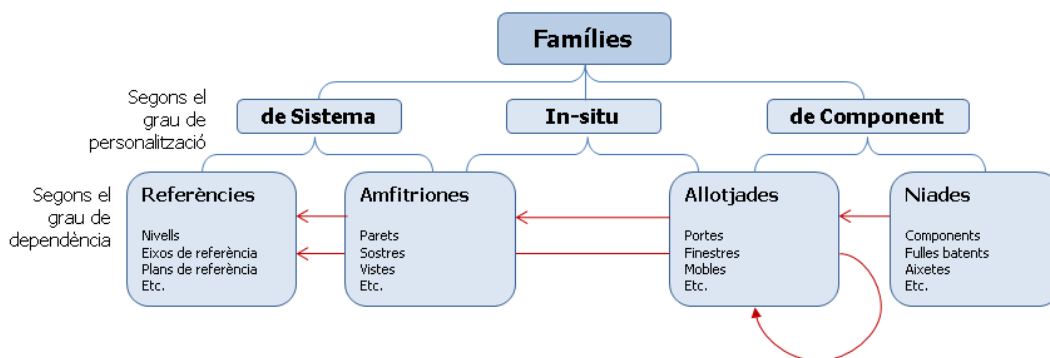 Famílies
Segons el
grau de
personalització
de Sistema
In-situ
de Component
Segons el
grau de
dependència
Referències
Nivells
Eixos de referència
Plans de referència
Etc.
Amfitriones
Parets
Sostres
Vistes
Etc.
Allotjades
Portes
Finestres
Mobles
Etc.
Niades
Components
Fulles batents
Aixetes
Etc.